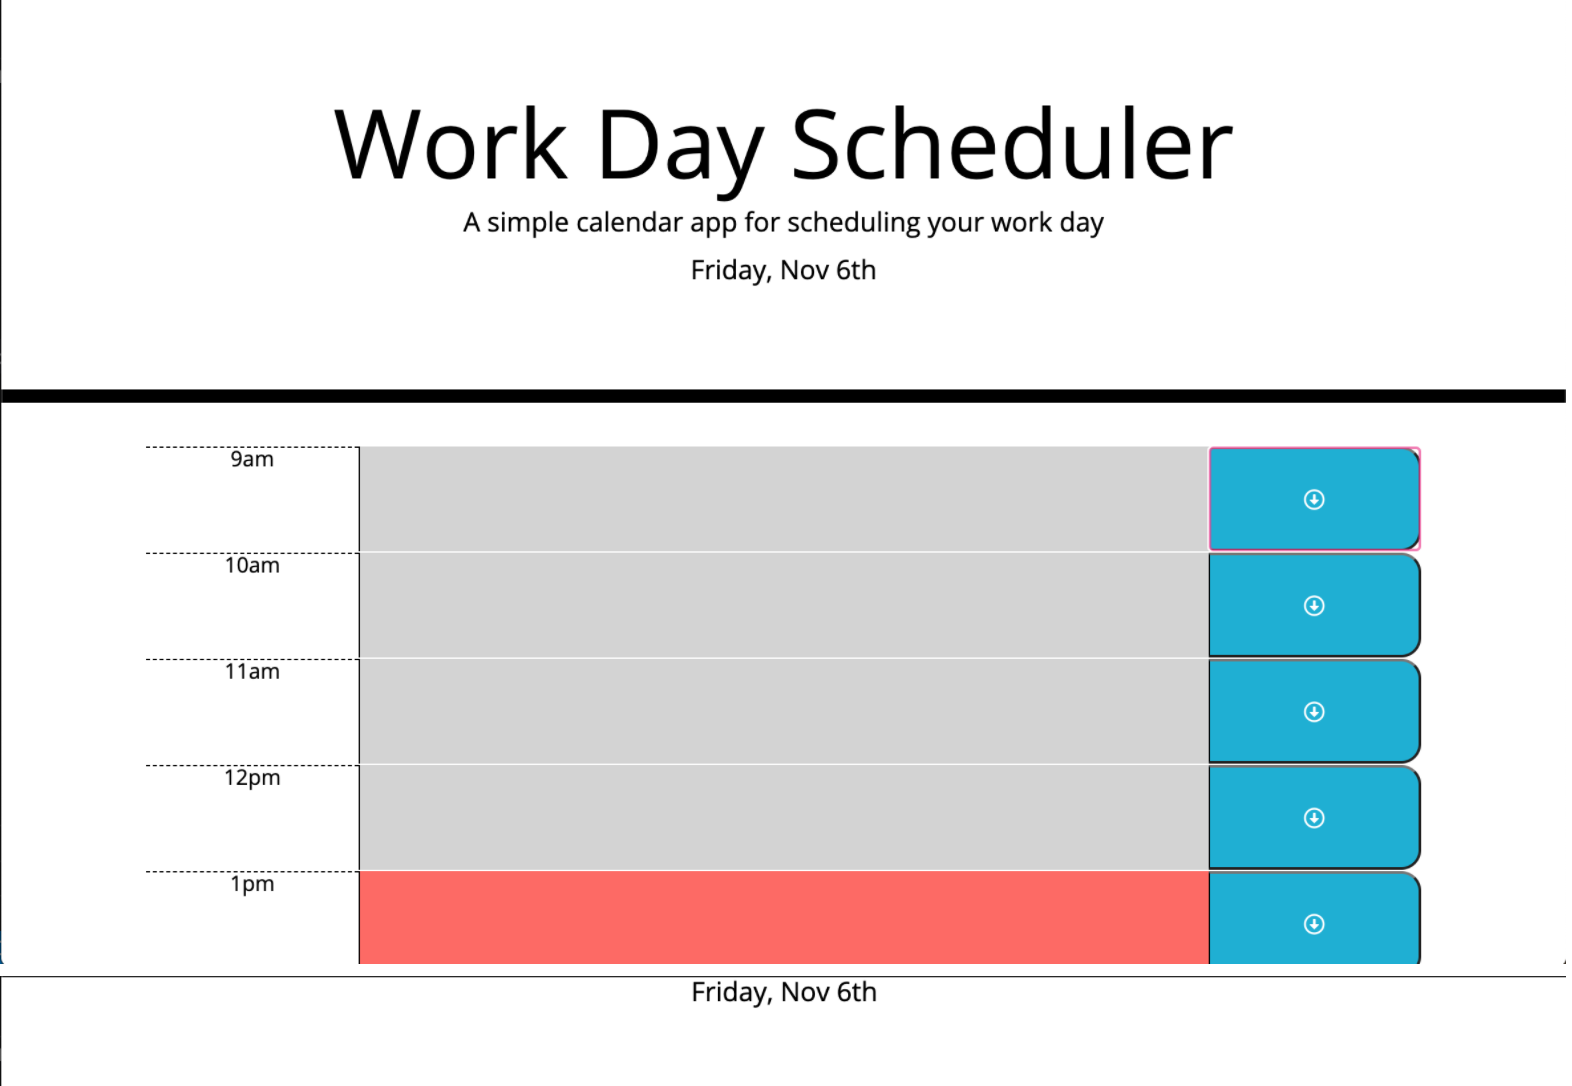 Work Day Scheduler
A simple calendar app for scheduling your work day
Friday, Nov 6th
9am
10am
11am
12pm
1pm
Friday, Nov 6th